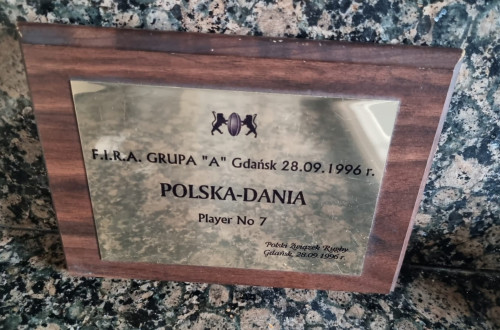 F.I.R.A. GRUPA "A" Gdańsk 28.09.1996 r.
POLSKA-DANIA
Player No 7
Polski Związek Rugby
Gdańsk, 28.09.1996 r.